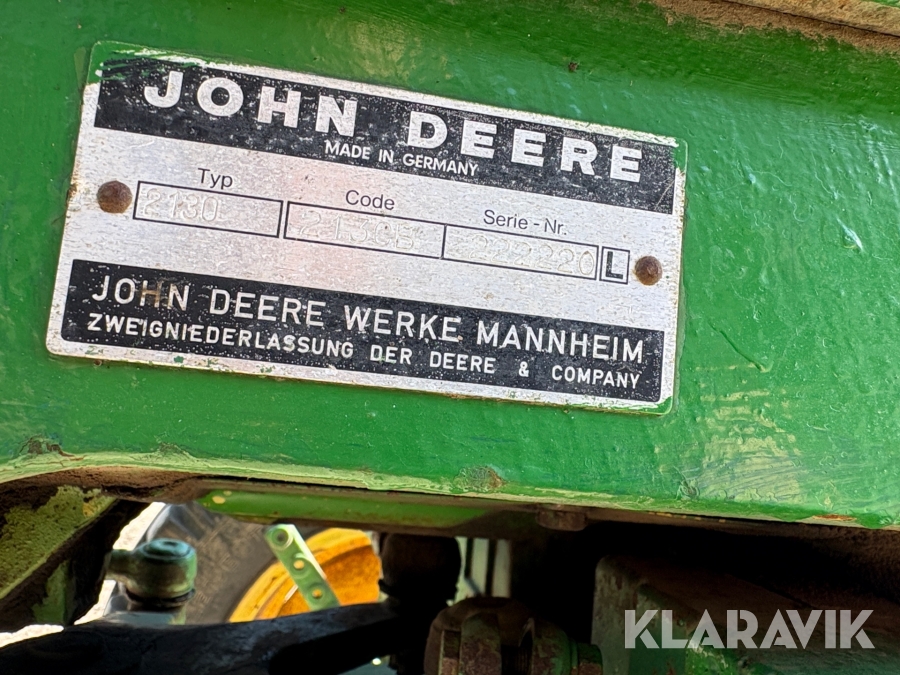 JOHN DEERE
MADE IN GERMANY
Typ Code Serie-Nr.
2130 222220 L
JOHN DEERE WERKE MANNHEIM
ZWEIGNIEDERLASSUNG DER DEERE & COMPANY
KLARAVIK